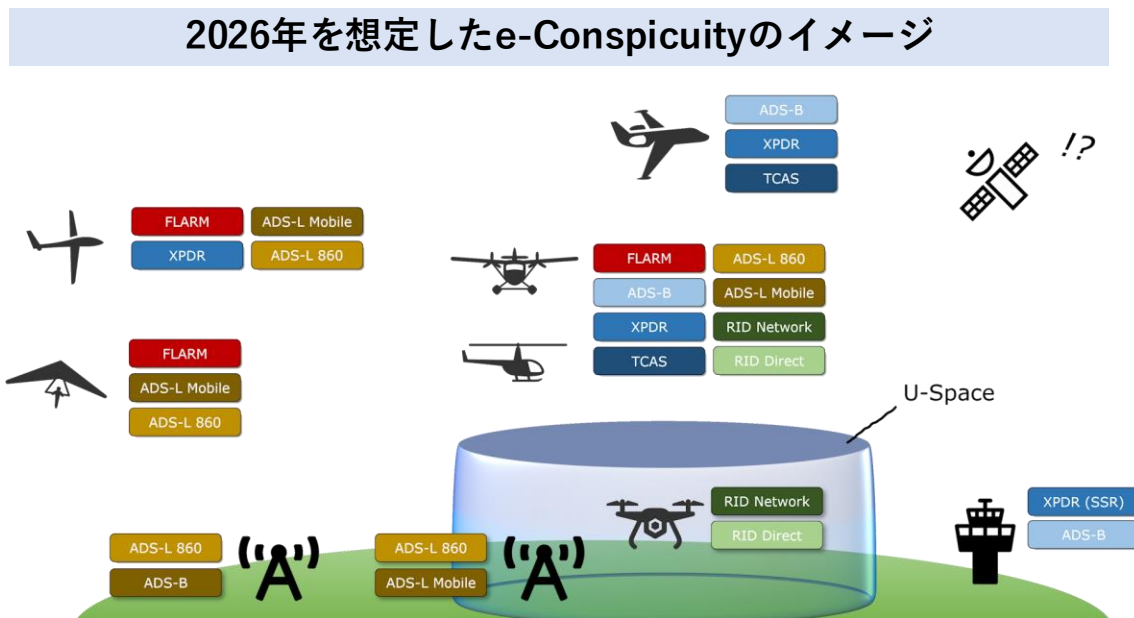 2026年を想定したe-Conspicuityのイメージ
ADS-B
XPDR
TCAS
!?
FLARM ADS-L Mobile
XPDR ADS-L 860
FLARM ADS-L 860
ADS-B ADS-L Mobile
XPDR RID Network
TCAS RID Direct
FLARM
ADS-L Mobile
ADS-L 860
U-Space
RID Network
RID Direct
XPDR (SSR)
ADS-B
ADS-L 860
ADS-B
ADS-L 860
ADS-L Mobile